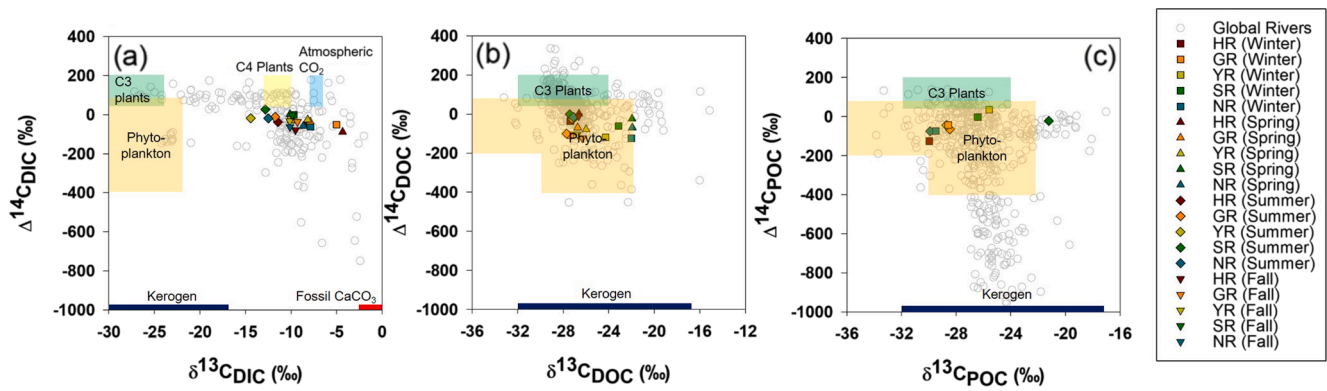 (a)
400
200
0
-200
-400
-600
-800
-1000
Δ14CDIC (‰)
C3
plants
C4 Plants
Atmospheric
CO2
Phyto-
plankton
Kerogen
Fossil CaCO3
-30 -25 -20 -15 -10 -5 0
δ13CDIC (‰)
(b)
400
200
0
-200
-400
-600
-800
-1000
Δ14CDOC (‰)
C3 Plants
Phyto-
plankton
Kerogen
-36 -32 -28 -24 -20 -16 -12
δ13CDOC (‰)
(c)
400
200
0
-200
-400
-600
-800
-1000
Δ14CPOC (‰)
C3 Plants
Phyto-
plankton
Kerogen
-36 -32 -28 -24 -20 -16
δ13CPOC (‰)
Global Rivers
HR (Winter)
GR (Winter)
YR (Winter)
SR (Winter)
NR (Winter)
HR (Spring)
GR (Spring)
YR (Spring)
SR (Spring)
NR (Spring)
HR (Summer)
GR (Summer)
YR (Summer)
SR (Summer)
NR (Summer)
HR (Fall)
GR (Fall)
YR (Fall)
SR (Fall)
NR (Fall)